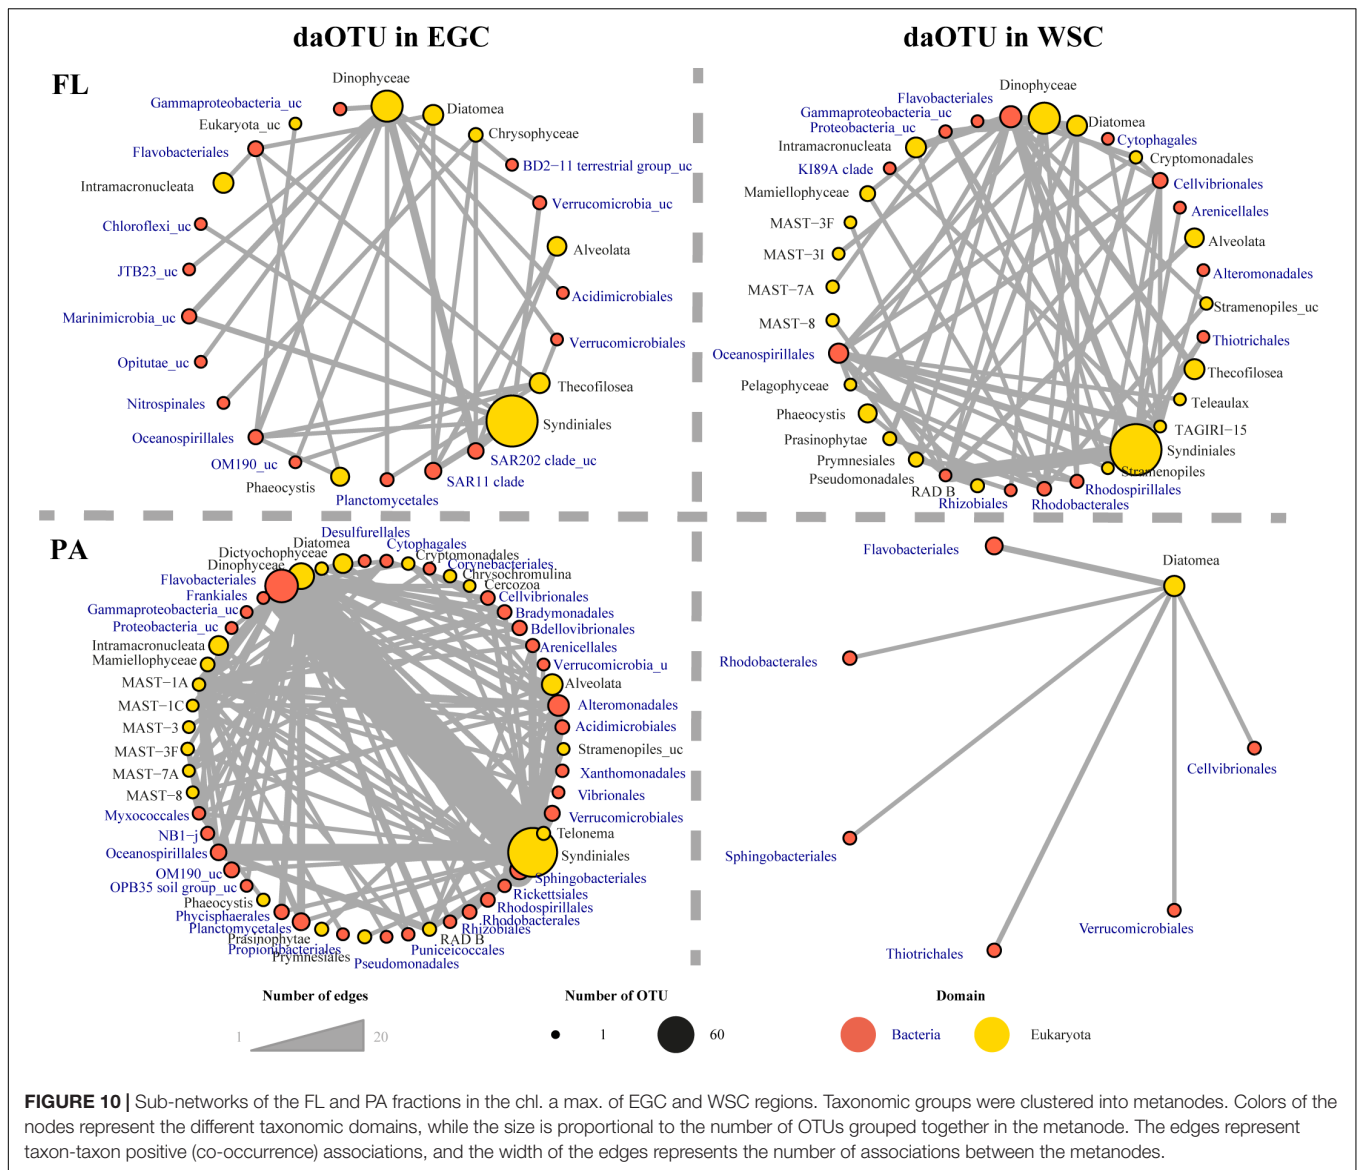 daOTU in EGC
daOTU in WSC
FL
Dinophyceae
Gammaproteobacteria_uc
Diatomea
Eukaryota_uc
Chrysophyceae
Flavobacteriales
BD2−11 terrestrial group_uc
Intramacronucleata
Verrucomicrobia_uc
Chloroflexi_uc
Alveolata
JTB23_uc
Acidimicrobiales
Marinimicrobia_uc
Verrucomicrobiales
Opitutae_uc
Thecofilosea
Nitrospinales
Syndiniales
Oceanospirillales
SAR202 clade_uc
OM190_uc
SAR11 clade
Phaeocystis
Planctomycetales
Dinophyceae
Flavobacteriales
Gammaproteobacteria_uc
Diatomea
Proteobacteria_uc
Cytophagales
Intramacronucleata
Cryptomonadales
KI89A clade
Cellvibrionales
Mamiellophyceae
Arenicellales
MAST−3F
Alveolata
MAST−3I
Alteromonadales
MAST−7A
Stramenopiles_uc
MAST−8
Thiotrichales
Oceanospirillales
Thecofilosea
Pelagophyceae
Teleaulax
Phaeocystis
TAGIRI−15
Prasinophytae
Syndiniales
Prymnesiales
Stramenopiles
Pseudomonadales
RAD B
Rhodospirillales
Rhizobiales
Rhodobacterales
PA
Desulfurellales
Diatomea
Cytophagales
Dictyochophyceae
Cryptomonadales
Dinophyceae
Corynebacteriales
Flavobacteriales
Chrysochromulina
Frankiales
Cercozoa
Gammaproteobacteria_uc
Cellvibrionales
Proteobacteria_uc
Bradymonadales
Intramacronucleata
Bdellovibrionales
Mamiellophyceae
Arenicellales
MAST−1A
Verrucomicrobia_u
MAST−1C
Alveolata
MAST−3
Alteromonadales
MAST−3F
Acidimicrobiales
MAST−7A
Stramenopiles_uc
MAST−8
Xanthomonadales
Myxococcales
Vibrionales
NB1−j
Verrucomicrobiales
Oceanospirillales
Telonema
OM190_uc
Syndiniales
OPB35 soil group_uc
Sphingobacteriales
Phaeocystis
Rickettsiales
Phycisphaerales
Rhodospirillales
Planctomycetales
Rhodobacterales
Prasinophytae
Rhizobiales
Propionibacteriales
RAD B
Prymnesiales
Puniceicoccales
Pseudomonadales
Flavobacteriales
Diatomea
Rhodobacterales
Cellvibrionales
Sphingobacteriales
Verrucomicrobiales
Thiotrichales
Number of edges
Number of OTU
Domain
1
20
1
60
Bacteria
Eukaryota
FIGURE 10 | Sub-networks of the FL and PA fractions in the chl. a max. of EGC and WSC regions. Taxonomic groups were clustered into metanodes. Colors of the
nodes represent the different taxonomic domains, while the size is proportional to the number of OTUs grouped together in the metanode. The edges represent
taxon-taxon positive (co-occurrence) associations, and the width of the edges represents the number of associations between the metanodes.